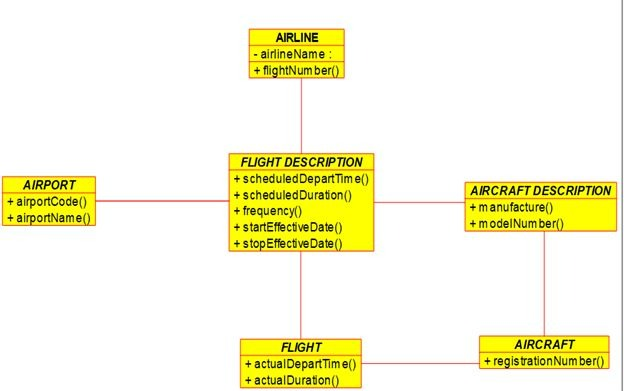 AIRLINE
- airlineName :
+ flightNumber()
FLIGHT DESCRIPTION
+ scheduledDepartTime()
+ scheduledDuration()
+ frequency()
+ startEffectiveDate()
+ stopEffectiveDate()
AIRPORT
+ airportCode()
+ airportName()
AIRCRAFT DESCRIPTION
+ manufacture()
+ modelNumber()
FLIGHT
+ actualDepartTime()
+ actualDuration()
AIRCRAFT
+ registrationNumber()